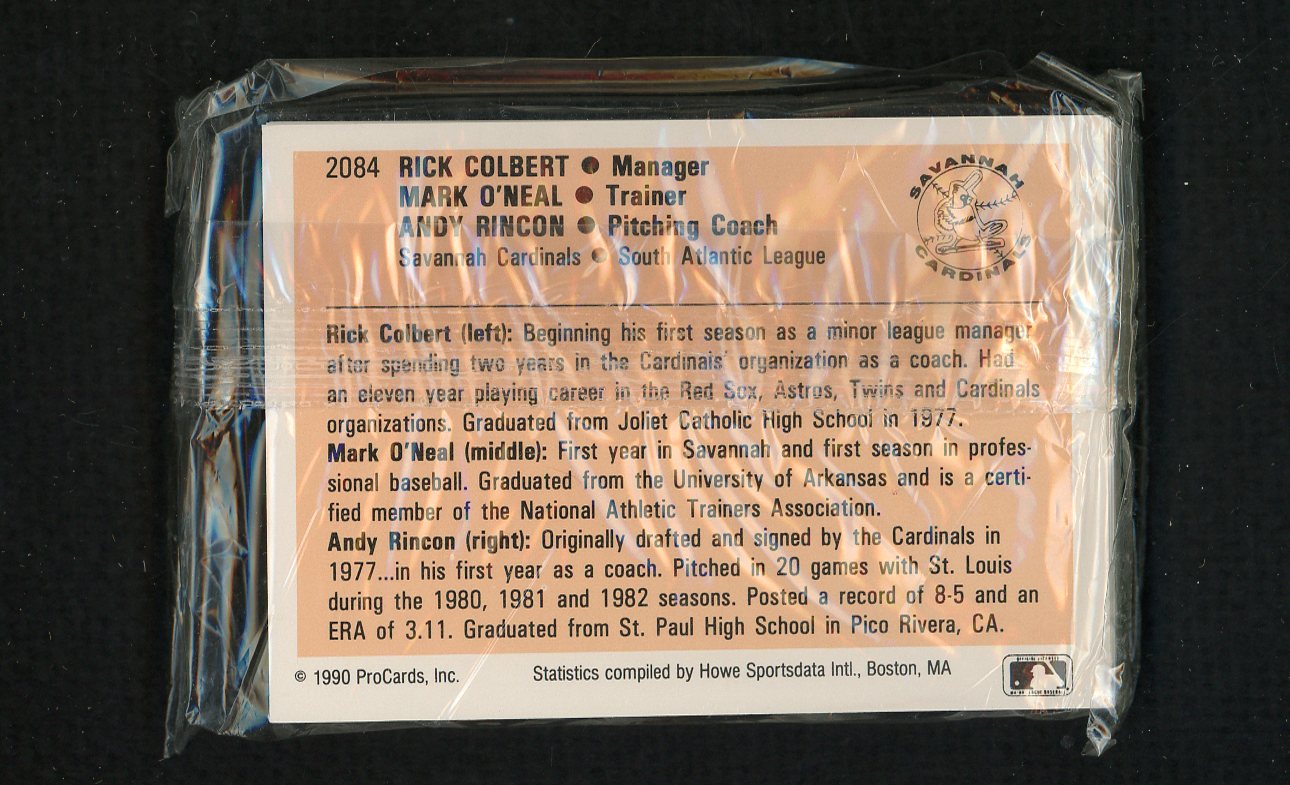 2084 RICK COLBERT ● Manager
MARK O'NEAL ● Trainer
ANDY RINCON ● Pitching Coach
Savannah Cardinals ● South Atlantic League
SAVANNAH
CARDINALS
Rick Colbert (left): Beginning his first season as a minor league manager
after spending two years in the Cardinals' organization as a coach. Had
an eleven year playing career in the Red Sox, Astros, Twins and Cardinals
organizations. Graduated from Joliet Catholic High School in 1977.
Mark O'Neal (middle): First year in Savannah and first season in profes-
sional baseball. Graduated from the University of Arkansas and is a certi-
fied member of the National Athletic Trainers Association.
Andy Rincon (right): Originally drafted and signed by the Cardinals in
1977...in his first year as a coach. Pitched in 20 games with St. Louis
during the 1980, 1981 and 1982 seasons. Posted a record of 8-5 and an
ERA of 3.11. Graduated from St. Paul High School in Pico Rivera, CA.
© 1990 ProCards, Inc. Statistics compiled by Howe Sportsdata Intl., Boston, MA